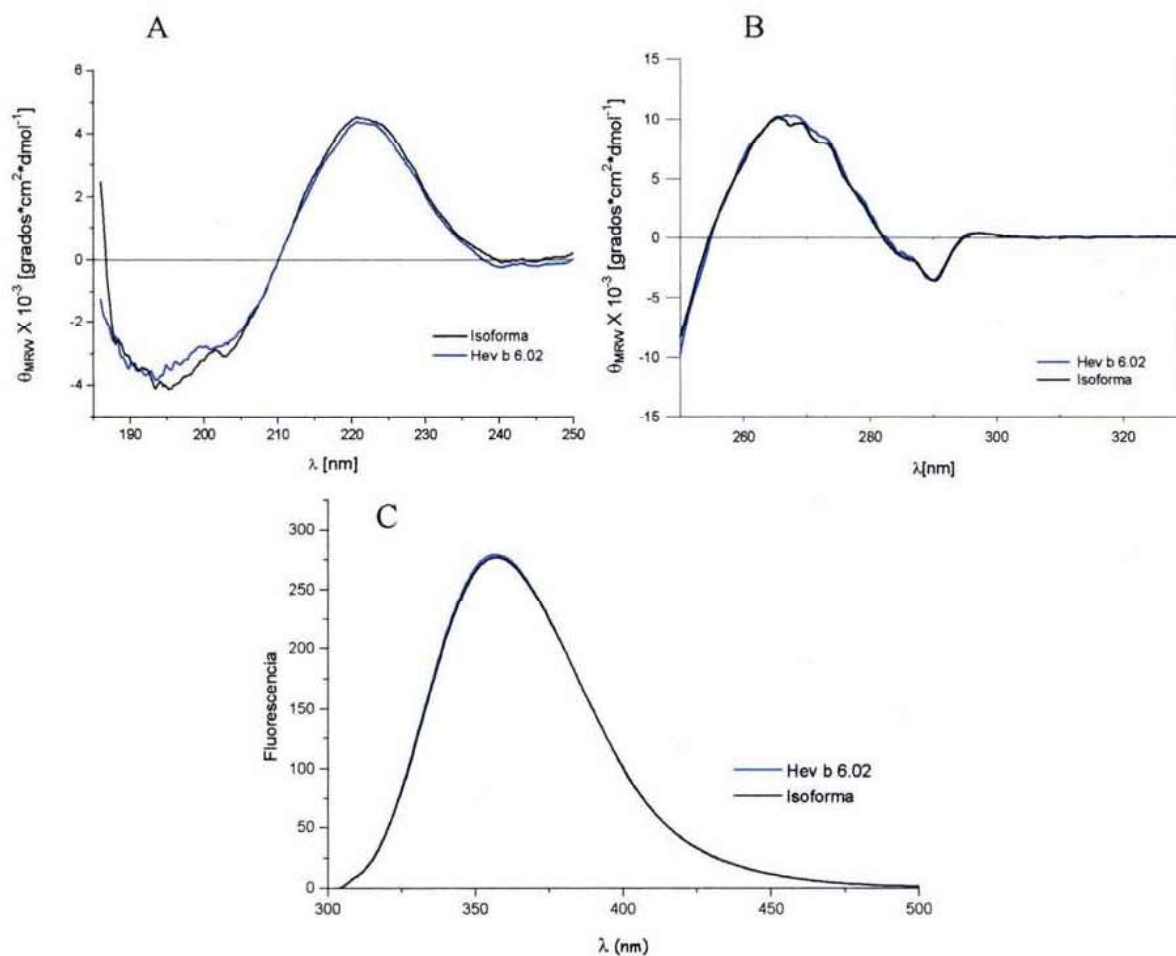 A
θMRW X 10⁻³ [grados*cm²*dmol⁻¹]
6
4
2
0
-2
-4
190
200
210
220
230
240
250
λ [nm]
Isoforma
Hev b 6.02
B
θMRW X 10⁻³ [grados*cm²*dmol⁻¹]
15
10
5
0
-5
-10
-15
260
280
300
320
λ[nm]
Hev b 6.02
Isoforma
C
Fluorescencia
300
250
200
150
100
50
0
300
350
400
450
500
λ (nm)
Hev b 6.02
Isoforma